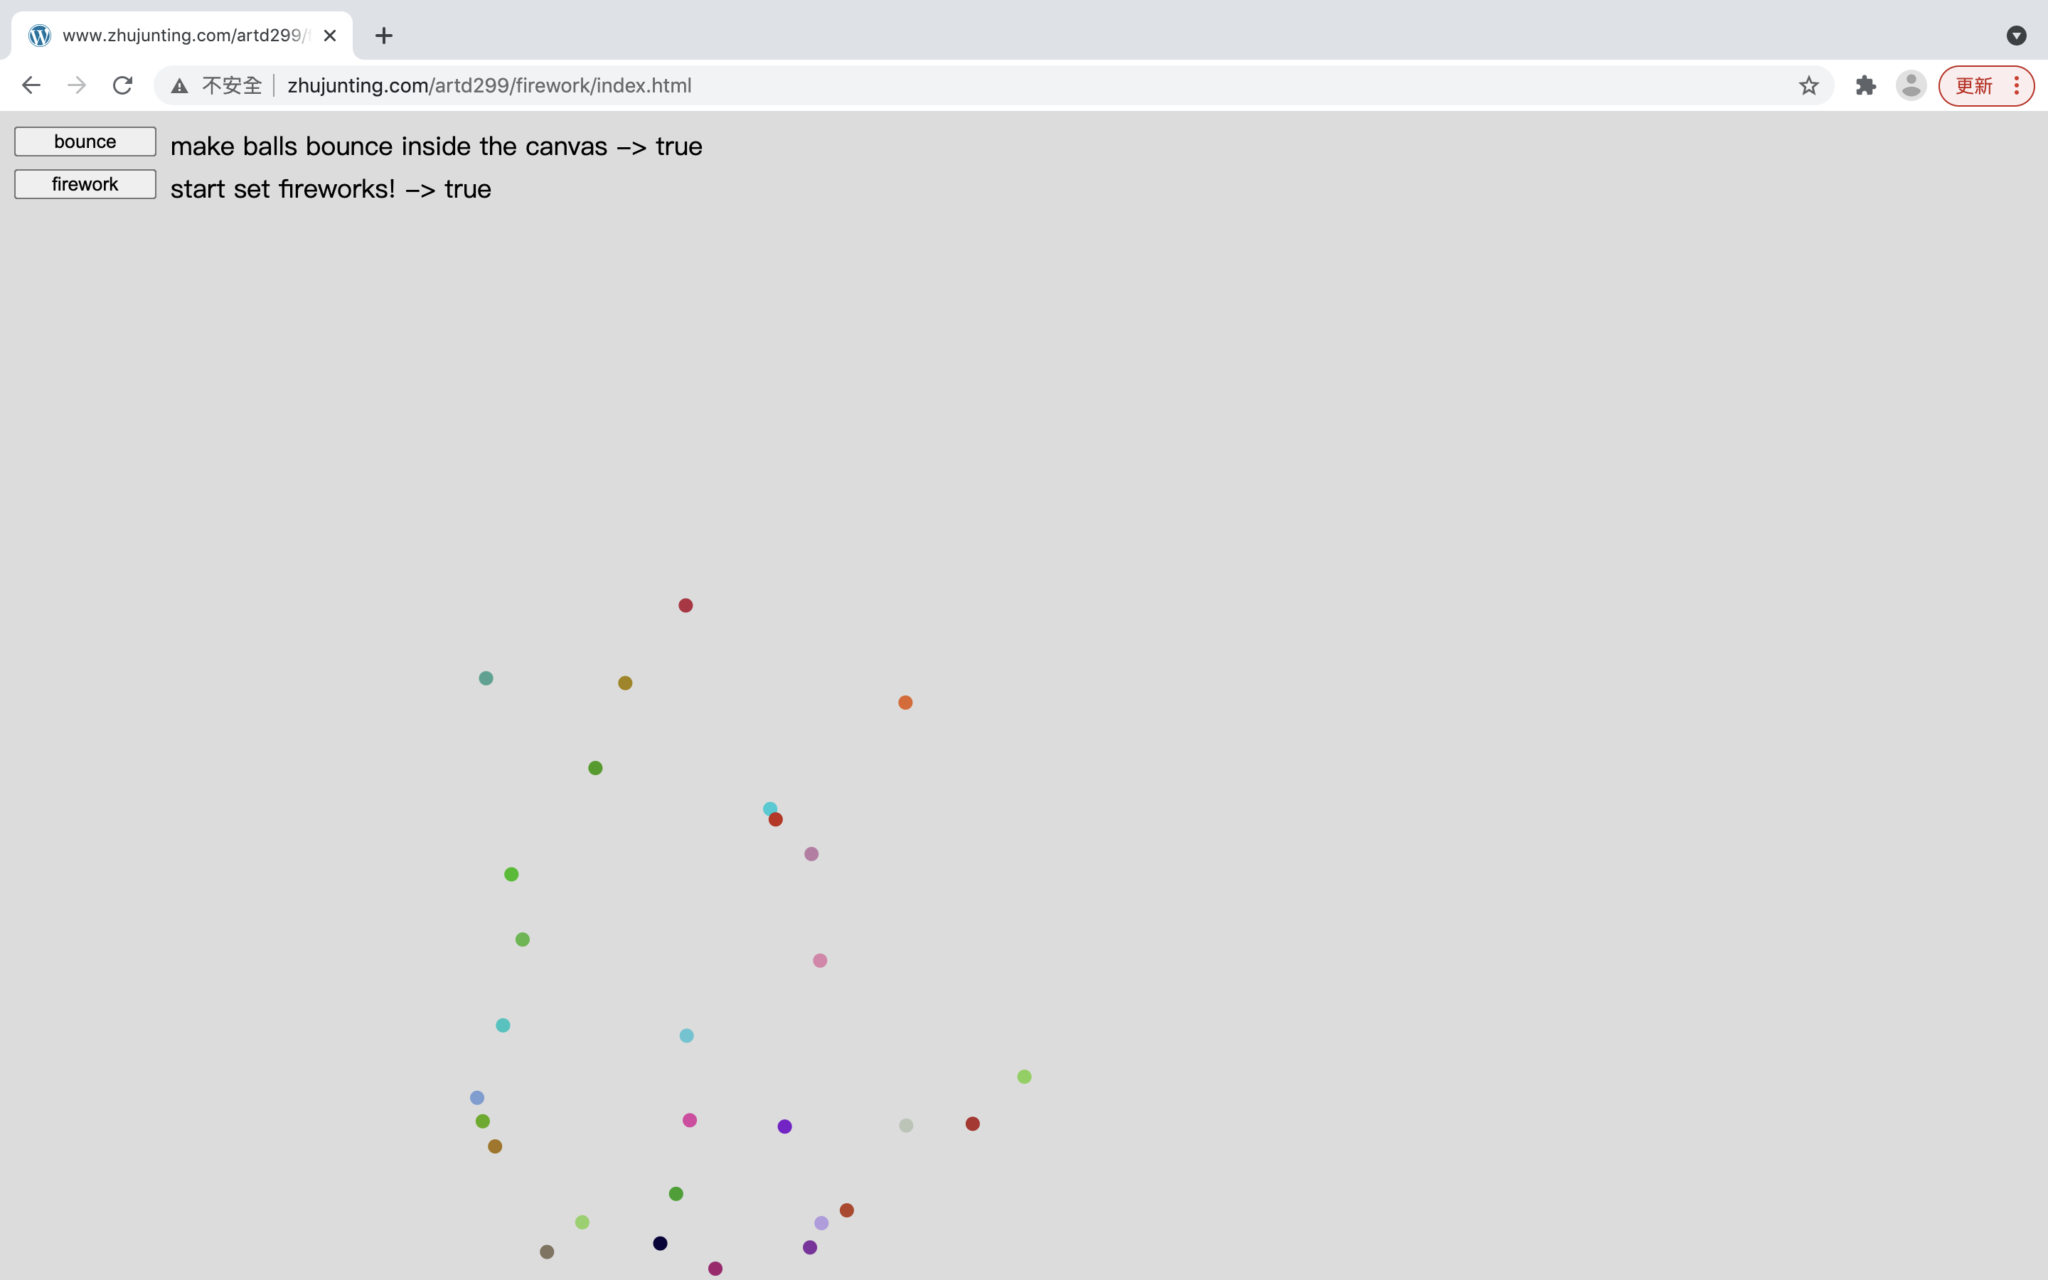 www.zhujunting.com/artd299/
不安全 zhujunting.com/artd299/firework/index.html 更新
bounce make balls bounce inside the canvas –> true
firework start set fireworks! –> true